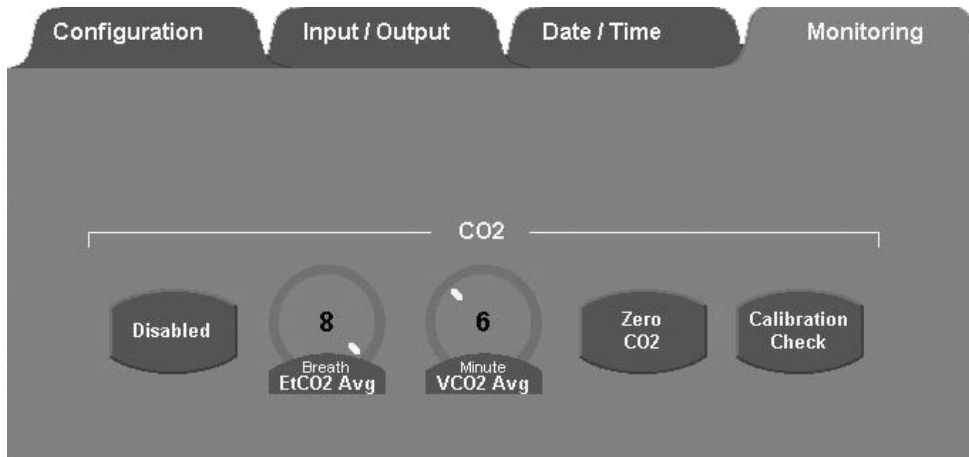 Configuration
Input / Output
Date / Time
Monitoring
CO2
Disabled
8
Breath
EtCO2 Avg
6
Minute
VCO2 Avg
Zero
CO2
Calibration
Check